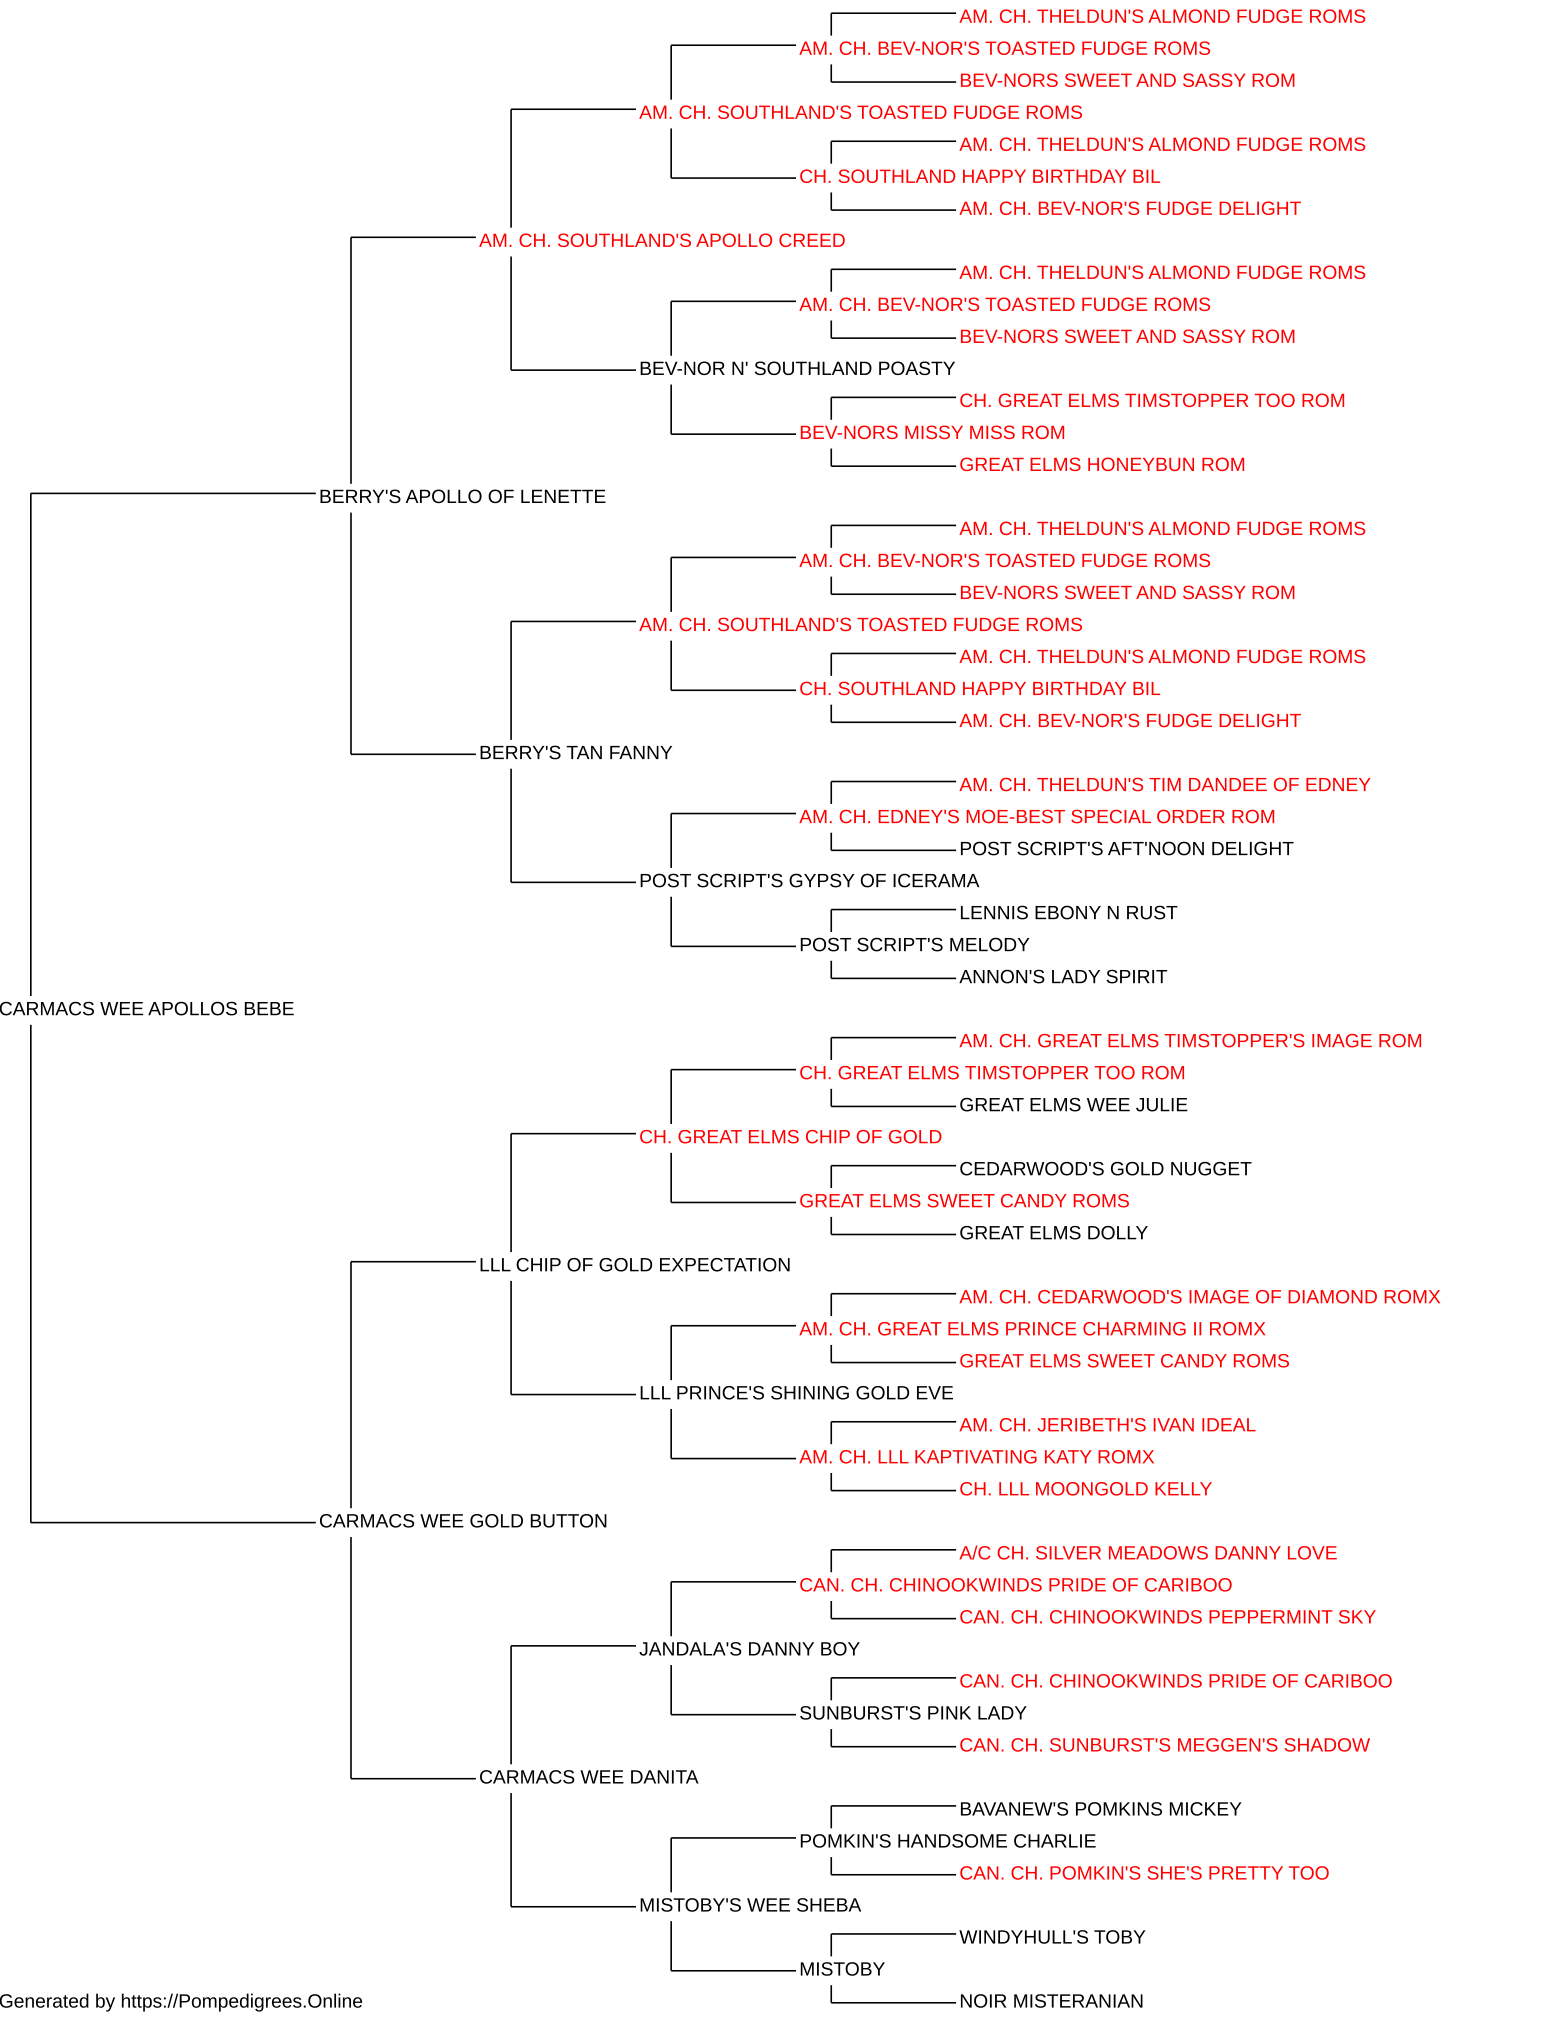 AM. CH. THELDUN'S ALMOND FUDGE ROMS
AM. CH. BEV-NOR'S TOASTED FUDGE ROMS
BEV-NORS SWEET AND SASSY ROM
AM. CH. SOUTHLAND'S TOASTED FUDGE ROMS
AM. CH. THELDUN'S ALMOND FUDGE ROMS
CH. SOUTHLAND HAPPY BIRTHDAY BIL
AM. CH. BEV-NOR'S FUDGE DELIGHT
AM. CH. SOUTHLAND'S APOLLO CREED
AM. CH. THELDUN'S ALMOND FUDGE ROMS
AM. CH. BEV-NOR'S TOASTED FUDGE ROMS
BEV-NORS SWEET AND SASSY ROM
BEV-NOR N' SOUTHLAND POASTY
CH. GREAT ELMS TIMSTOPPER TOO ROM
BEV-NORS MISSY MISS ROM
GREAT ELMS HONEYBUN ROM
BERRY'S APOLLO OF LENETTE
AM. CH. THELDUN'S ALMOND FUDGE ROMS
AM. CH. BEV-NOR'S TOASTED FUDGE ROMS
BEV-NORS SWEET AND SASSY ROM
AM. CH. SOUTHLAND'S TOASTED FUDGE ROMS
AM. CH. THELDUN'S ALMOND FUDGE ROMS
CH. SOUTHLAND HAPPY BIRTHDAY BIL
AM. CH. BEV-NOR'S FUDGE DELIGHT
BERRY'S TAN FANNY
AM. CH. THELDUN'S TIM DANDEE OF EDNEY
AM. CH. EDNEY'S MOE-BEST SPECIAL ORDER ROM
POST SCRIPT'S AFT'NOON DELIGHT
POST SCRIPT'S GYPSY OF ICERAMA
LENNIS EBONY N RUST
POST SCRIPT'S MELODY
ANNON'S LADY SPIRIT
CARMACS WEE APOLLOS BEBE
AM. CH. GREAT ELMS TIMSTOPPER'S IMAGE ROM
CH. GREAT ELMS TIMSTOPPER TOO ROM
GREAT ELMS WEE JULIE
CH. GREAT ELMS CHIP OF GOLD
CEDARWOOD'S GOLD NUGGET
GREAT ELMS SWEET CANDY ROMS
GREAT ELMS DOLLY
LLL CHIP OF GOLD EXPECTATION
AM. CH. CEDARWOOD'S IMAGE OF DIAMOND ROMX
AM. CH. GREAT ELMS PRINCE CHARMING II ROMX
GREAT ELMS SWEET CANDY ROMS
LLL PRINCE'S SHINING GOLD EVE
AM. CH. JERIBETH'S IVAN IDEAL
AM. CH. LLL KAPTIVATING KATY ROMX
CH. LLL MOONGOLD KELLY
CARMACS WEE GOLD BUTTON
A/C CH. SILVER MEADOWS DANNY LOVE
CAN. CH. CHINOOKWINDS PRIDE OF CARIBOO
CAN. CH. CHINOOKWINDS PEPPERMINT SKY
JANDALA'S DANNY BOY
CAN. CH. CHINOOKWINDS PRIDE OF CARIBOO
SUNBURST'S PINK LADY
CAN. CH. SUNBURST'S MEGGEN'S SHADOW
CARMACS WEE DANITA
BAVANEW'S POMKINS MICKEY
POMKIN'S HANDSOME CHARLIE
CAN. CH. POMKIN'S SHE'S PRETTY TOO
MISTOBY'S WEE SHEBA
WINDYHULL'S TOBY
MISTOBY
NOIR MISTERANIAN
Generated by https://Pompedigrees.Online